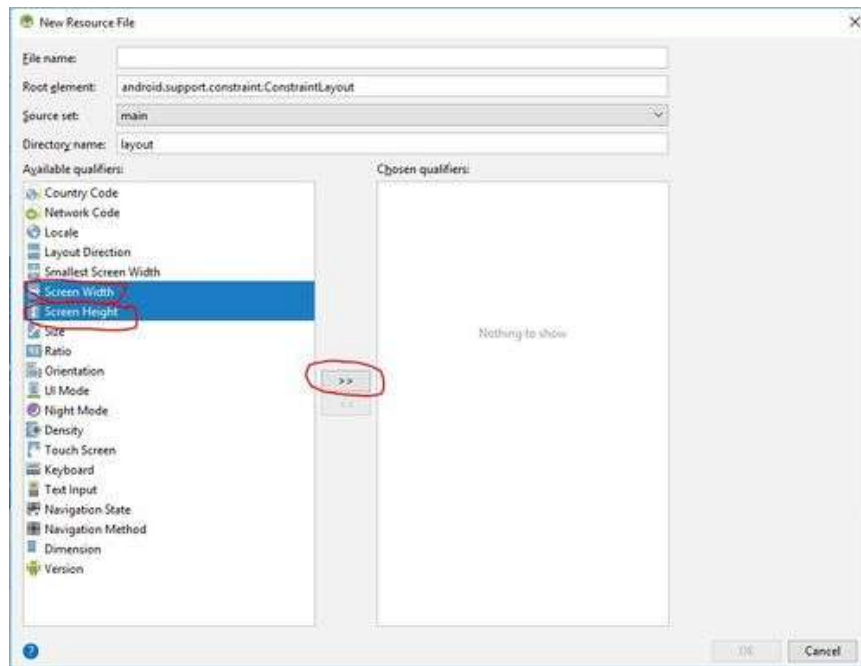 New Resource File
File name:
Root element: android.support.constraint.ConstraintLayout
Source set: main
Directory name: layout
Available qualifiers: Chosen qualifiers:
Country Code
Network Code
Locale
Layout Direction
Smallest Screen Width
Screen Width
Screen Height
Size
Nothing to show
Ratio
Orientation
>>
UI Mode
<<
Night Mode
Density
Touch Screen
Keyboard
Text Input
Navigation State
Navigation Method
Dimension
Version
? OK Cancel